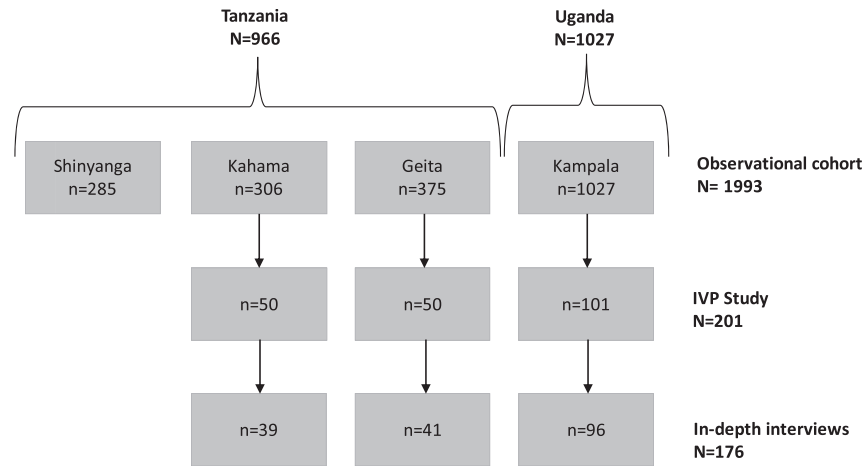 Tanzania
N=966
Uganda
N=1027
Shinyanga
n=285
Kahama
n=306
Geita
n=375
Kampala
n=1027
Observational cohort
N= 1993
n=50
n=50
n=101
IVP Study
N=201
n=39
n=41
n=96
In-depth interviews
N=176